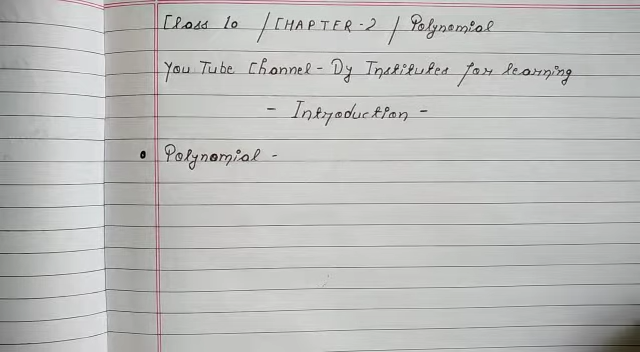 Class 10 / CHAPTER-2 / Polynomial
You Tube Channel - Dy Institutes for learning
- Introduction -
• Polynomial -